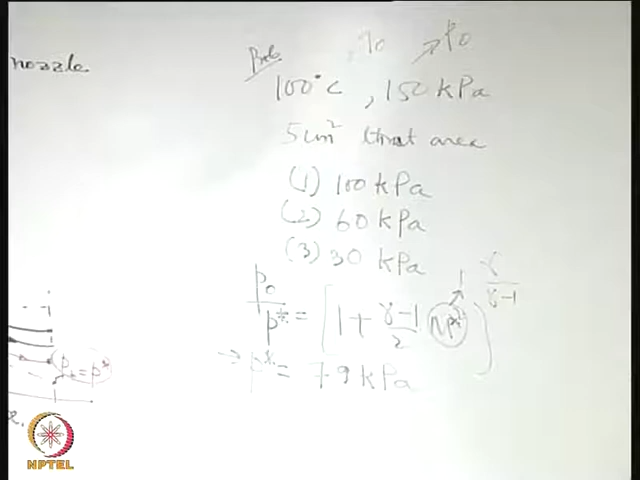 nozzle
Prob T0 p0
100°C, 150 kPa
5cm² throat area
(1) 100 kPa
(2) 60 kPa
(3) 30 kPa
p0/p* = [1 + γ-1/2 M*²]^γ/γ-1
1
→ p* = 79 kPa
p = p*
NPTEL